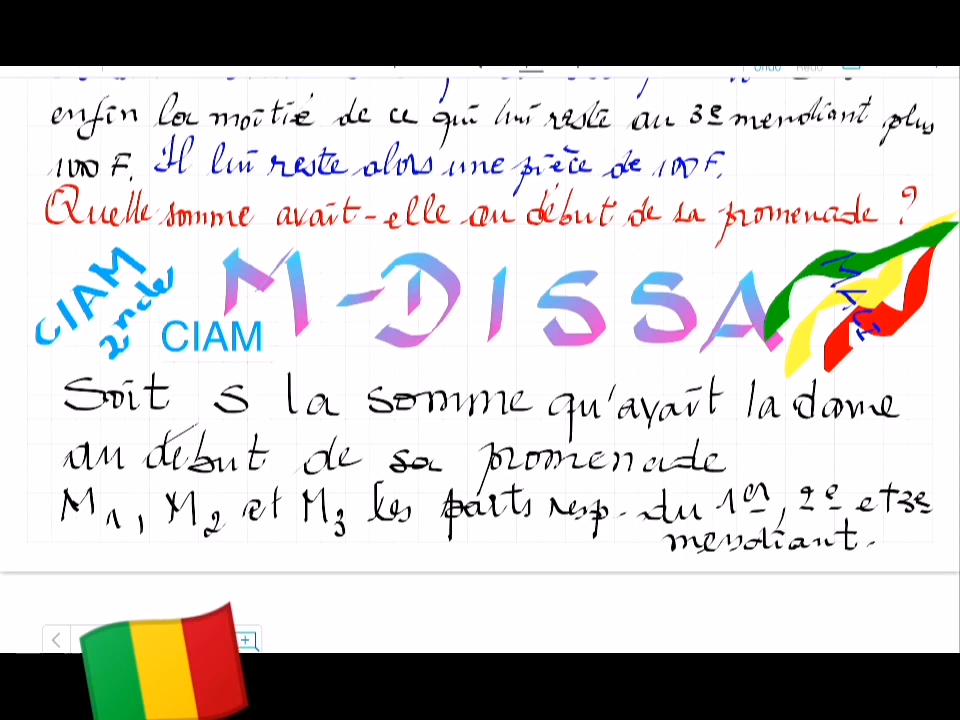 enfin la moitié de ce qui lui reste au 3e mendiant plus
100 F. Il lui reste alors une pièce de 100 F.
Quelle somme avait-elle au début de sa promenade ?
CIAM
2nde
CIAM
M-DISSA
MALI
Soit S la somme qu'avait la dame
au début de sa promenade
M1, M2 et M3 les parts resp. du 1er, 2e et 3e
mendiant.